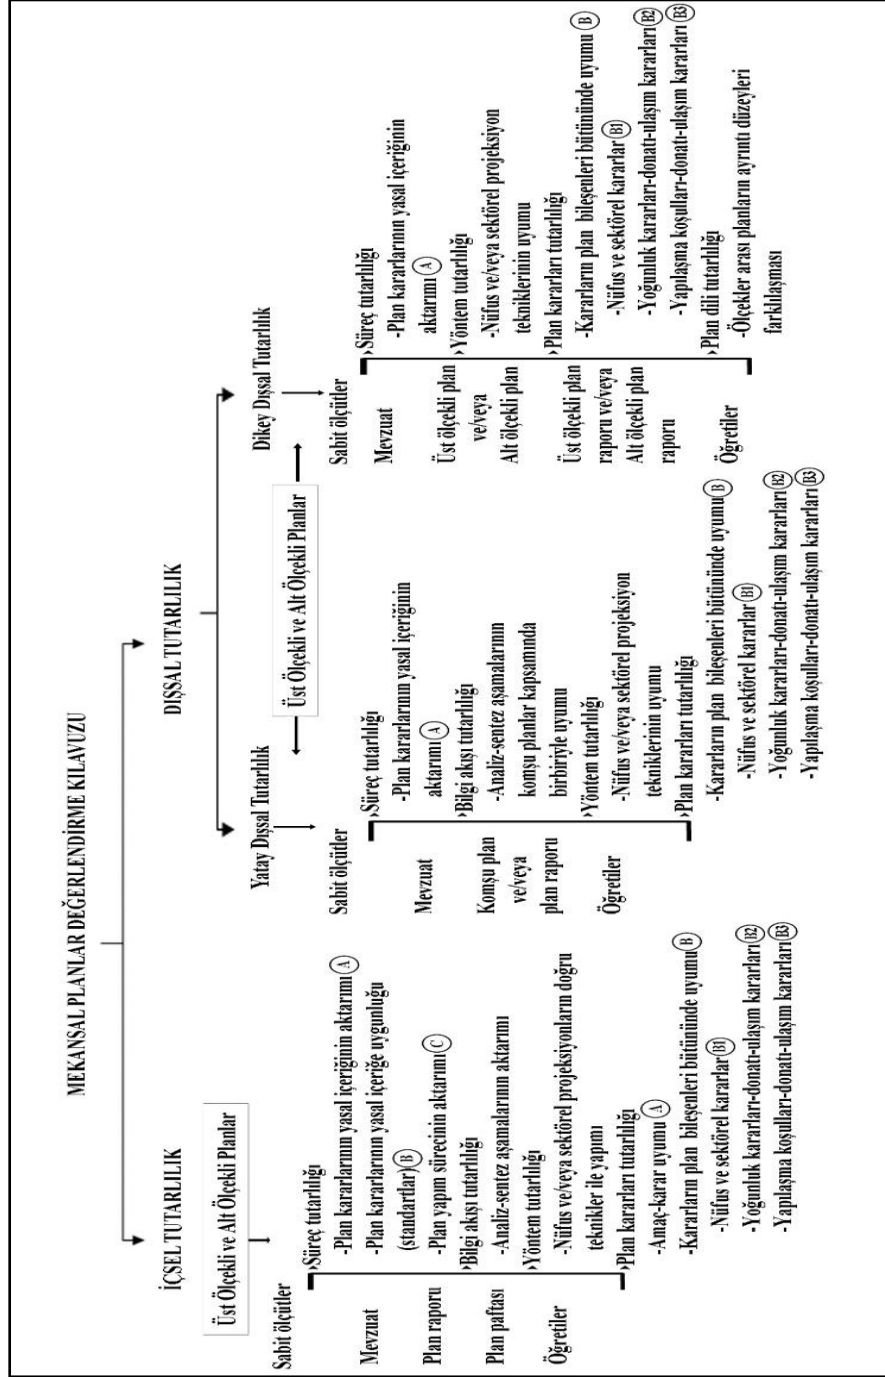 MEKANSAL PLANLAR DEĞERLENDİRME KILAVUZU
İÇSEL TUTARLILIK
Üst Ölçekli ve Alt Ölçekli Planlar
Sabit ölçütler
Mevzuat
Plan raporu
Plan paftası
Öğretiler
Süreç tutarlılığı
-Plan kararlarının yasal içeriğinin aktarımı (A)
-Plan kararlarının yasal içeriğe uygunluğu
(standartlar) (B)
-Plan yapım sürecinin aktarımı (C)
Bilgi akışı tutarlılığı
-Analiz-sentez aşamalarının aktarımı
Yöntem tutarlılığı
-Nüfus ve/veya sektörel projeksiyonların doğru
teknikler ile yapımı
Plan kararları tutarlılığı
-Amaç-karar uyumu (A)
-Kararların plan bileşenleri bütününde uyumu (B)
-Nüfus ve sektörel kararlar (B1)
-Yoğunluk kararları-donatı-ulaşım kararları (B2)
-Yapılaşma koşulları-donatı-ulaşım kararları (B3)
DIŞSAL TUTARLILIK
Üst Ölçekli ve Alt Ölçekli Planlar
Yatay Dışsal Tutarlılık
Sabit ölçütler
Mevzuat
Komşu plan
ve/veya
plan raporu
Öğretiler
Süreç tutarlılığı
-Plan kararlarının yasal içeriğinin
aktarımı (A)
Bilgi akışı tutarlılığı
-Analiz-sentez aşamalarının
komşu planlar kapsamında
birbiriyle uyumu
Yöntem tutarlılığı
-Nüfus ve/veya sektörel projeksiyon
tekniklerinin uyumu
Plan kararları tutarlılığı
-Kararların plan bileşenleri bütününde uyumu (B)
-Nüfus ve sektörel kararlar (B1)
-Yoğunluk kararları-donatı-ulaşım kararları (B2)
-Yapılaşma koşulları-donatı-ulaşım kararları (B3)
Dikey Dışsal Tutarlılık
Sabit ölçütler
Mevzuat
Üst ölçekli plan
ve/veya
Alt ölçekli plan
Üst ölçekli plan
raporu ve/veya
Alt ölçekli plan
raporu
Öğretiler
Süreç tutarlılığı
-Plan kararlarının yasal içeriğinin
aktarımı (A)
Yöntem tutarlılığı
-Nüfus ve/veya sektörel projeksiyon
tekniklerinin uyumu
Plan kararları tutarlılığı
-Kararların plan bileşenleri bütününde uyumu (B)
-Nüfus ve sektörel kararlar (B1)
-Yoğunluk kararları-donatı-ulaşım kararları (B2)
-Yapılaşma koşulları-donatı-ulaşım kararları (B3)
Plan dili tutarlılığı
-Ölçekler arası planların ayrıntı düzeyleri
farklılaşması